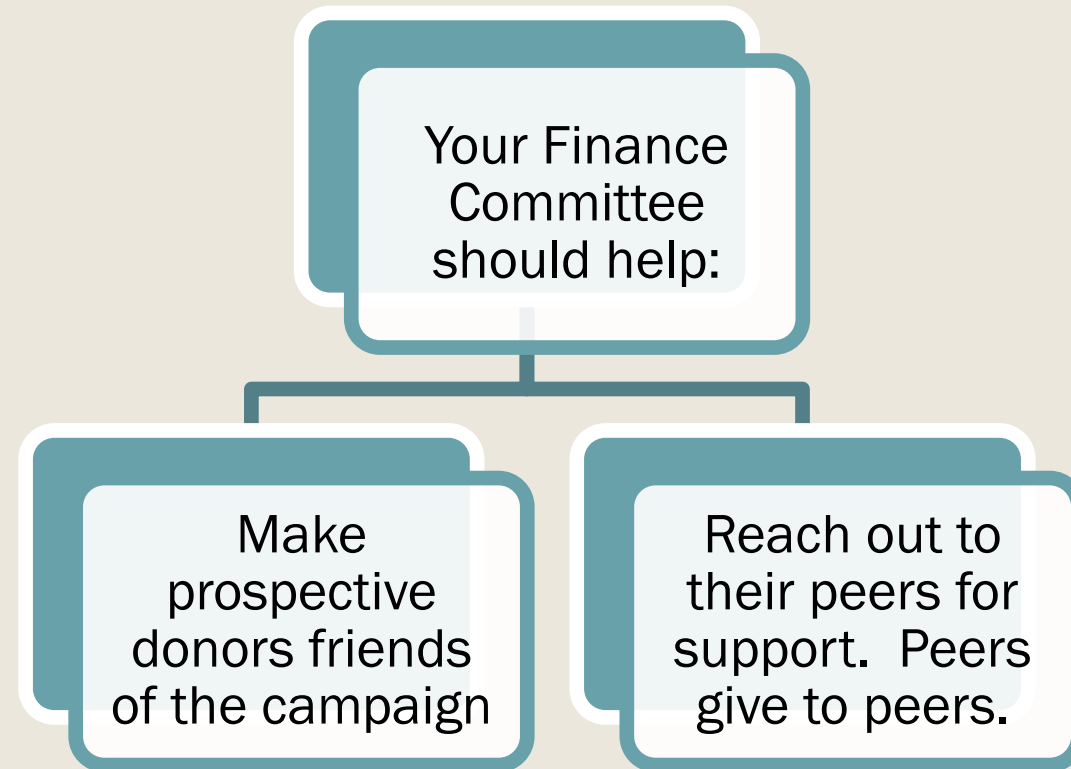 Your Finance
Committee
should help:
Make
prospective
donors friends
of the campaign
Reach out to
their peers for
support.  Peers
give to peers.